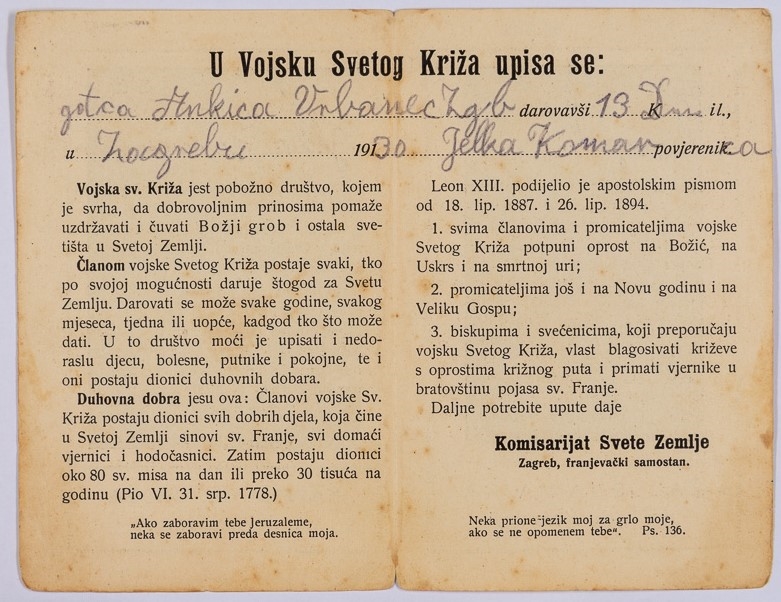 U Vojsku Svetog Križa upisa se:
gdca Ankica Vrbanec Zgb darovavši 13 K Din il.,
u Zagrebu 19130 Jelka Komar povjerenik.ca
Vojska sv. Križa jest pobožno društvo, kojem
je svrha, da dobrovoljnim prinosima pomaže
uzdržavati i čuvati Božji grob i ostala sve-
tišta u Svetoj Zemlji.
Članom vojske Svetog Križa postaje svaki, tko
po svojoj mogućnosti daruje štogod za Svetu
Zemlju. Darovati se može svake godine, svakog
mjeseca, tjedna ili uopće, kadgod tko što može
dati. U to društvo moći je upisati i nedo-
raslu djecu, bolesne, putnike i pokojne, te i
oni postaju dionici duhovnih dobara.
Duhovna dobra jesu ova: Članovi vojske Sv.
Križa postaju dionici svih dobrih djela, koja čine
u Svetoj Zemlji sinovi sv. Franje, svi domaći
vjernici i hodočasnici. Zatim postaju dionici
oko 80 sv. misa na dan ili preko 30 tisuća na
godinu (Pio VI. 31. srp. 1778.)
„Ako zaboravim tebe Jeruzaleme,
neka se zaboravi preda desnica moja.
Leon XIII. podijelio je apostolskim pismom
od 18. lip. 1887. i 26. lip. 1894.
1. svima članovima i promicateljima vojske
Svetog Križa potpuni oprost na Božić, na
Uskrs i na smrtnoj uri;
2. promicateljima još i na Novu godinu i na
Veliku Gospu;
3. biskupima i svećenicima, koji preporučaju
vojsku Svetog Križa, vlast blagosivati križeve
s oprostima križnog puta i primati vjernike u
bratovštinu pojasa sv. Franje.
Daljne potrebite upute daje
Komisarijat Svete Zemlje
Zagreb, franjevački samostan.
Neka prione jezik moj za grlo moje,
ako se ne opomenem tebe“. Ps. 136.